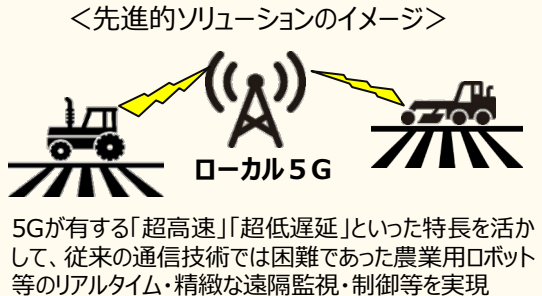 ＜先進的ソリューションのイメージ＞
ローカル５G
5Gが有する「超高速」「超低遅延」といった特長を活か
して、従来の通信技術では困難であった農業用ロボット
等のリアルタイム・精緻な遠隔監視・制御等を実現